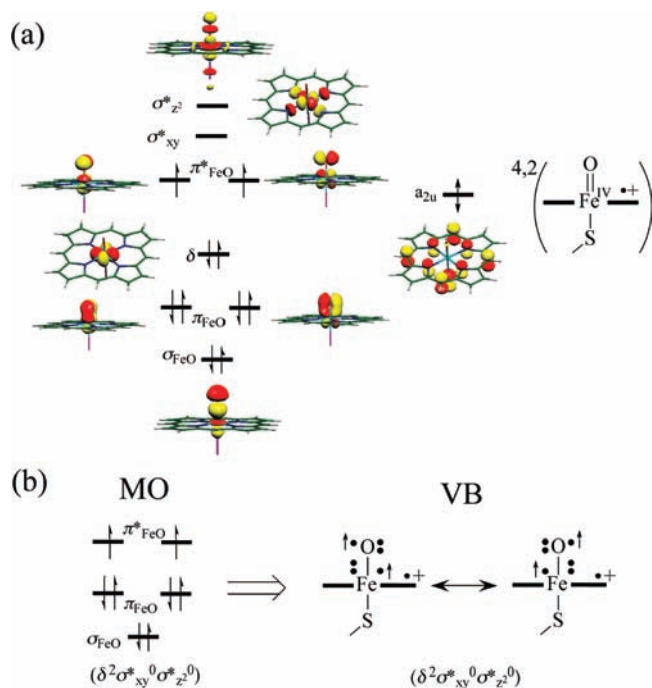 (a)
σ*z²
σ*xy
π*FeO
a2u
4,2
O
Fe IV •+
S
δ
πFeO
σFeO
(b)
MO
VB
π*FeO
πFeO
σFeO
O O
Fe •+ Fe •+
S S
(δ²σ*xy⁰σ*z²⁰) (δ²σ*xy⁰σ*z²⁰)